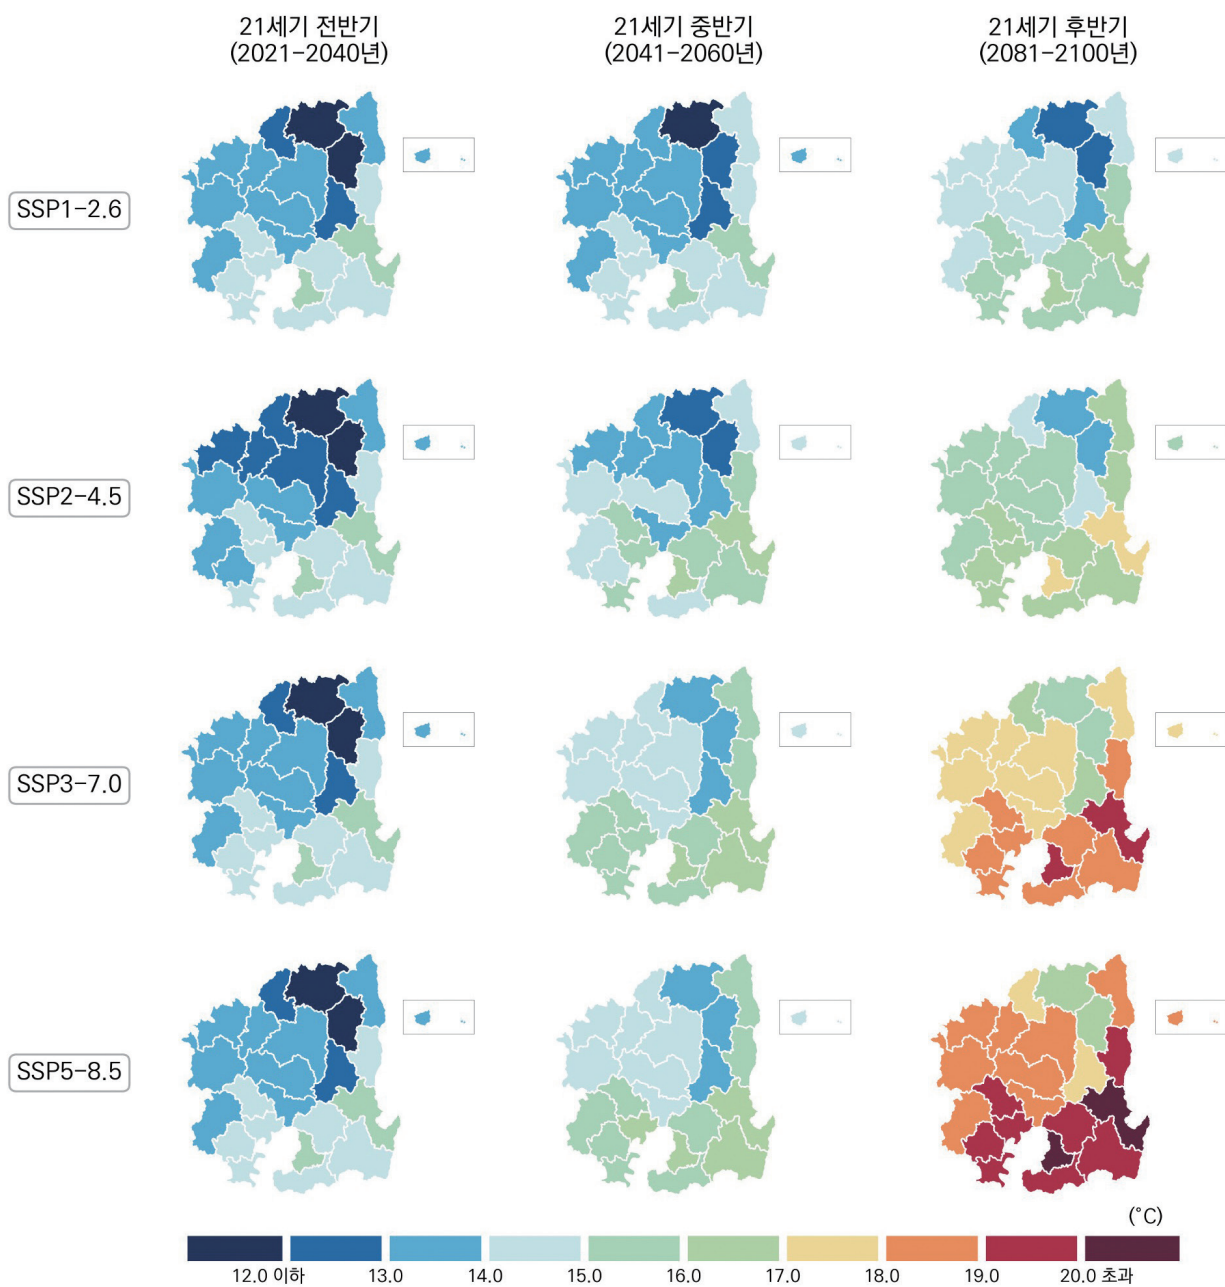 21세기 전반기
(2021-2040년)
21세기 중반기
(2041-2060년)
21세기 후반기
(2081-2100년)
SSP1-2.6
SSP2-4.5
SSP3-7.0
SSP5-8.5
(°C)
12.0 이하 13.0 14.0 15.0 16.0 17.0 18.0 19.0 20.0 초과